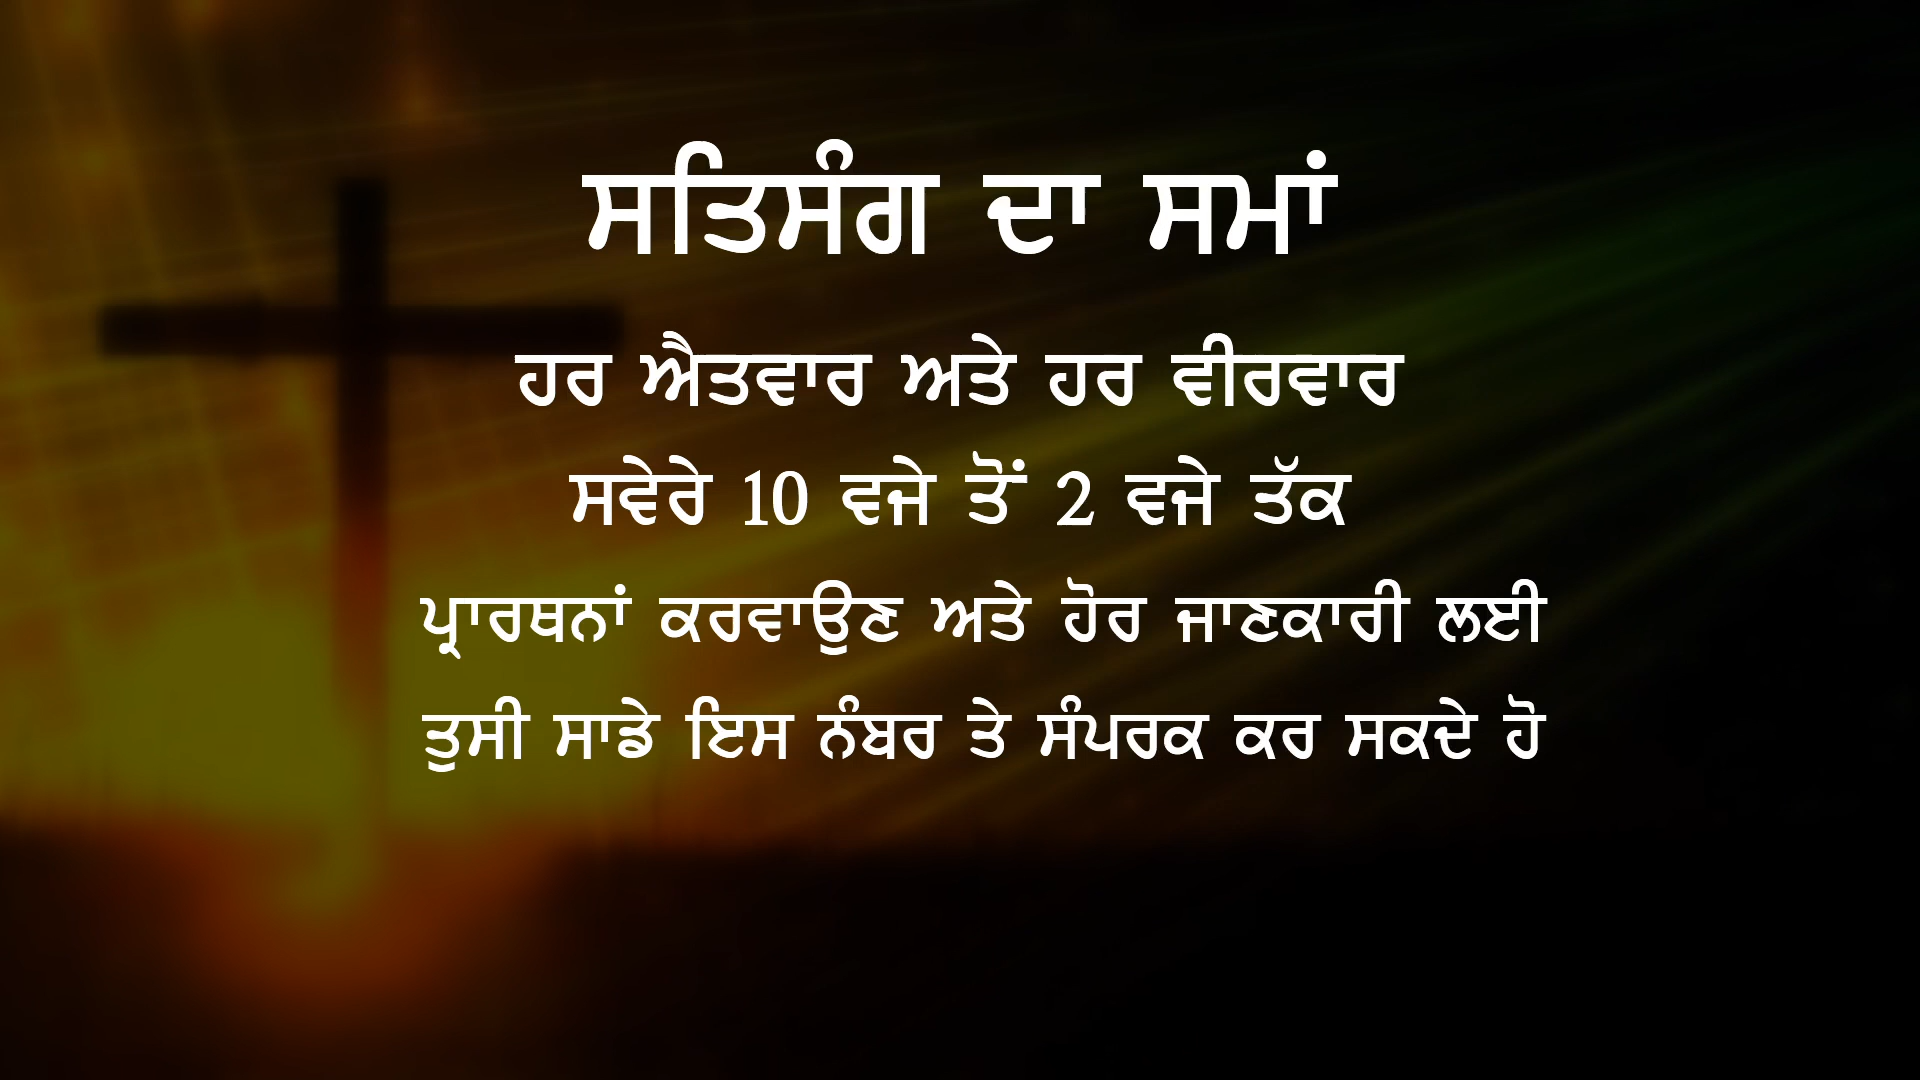 ਸਤਿਸੰਗ ਦਾ ਸਮਾਂ
ਹਰ ਐਤਵਾਰ ਅਤੇ ਹਰ ਵੀਰਵਾਰ
ਸਵੇਰੇ 10 ਵਜੇ ਤੋਂ 2 ਵਜੇ ਤੱਕ
ਪ੍ਰਾਰਥਨਾਂ ਕਰਵਾਉਣ ਅਤੇ ਹੋਰ ਜਾਣਕਾਰੀ ਲਈ
ਤੁਸੀ ਸਾਡੇ ਇਸ ਨੰਬਰ ਤੇ ਸੰਪਰਕ ਕਰ ਸਕਦੇ ਹੋ